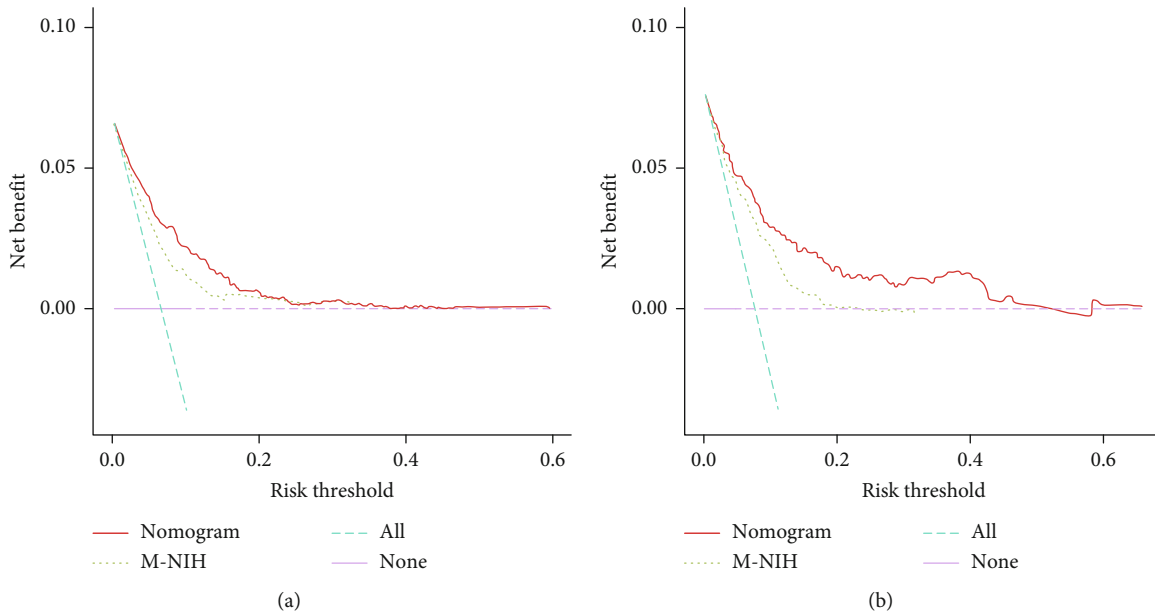 0.10
0.05
0.00
Net benefit
0.0 0.2 0.4 0.6
Risk threshold
Nomogram All
M-NIH None
(a)
0.10
0.05
0.00
Net benefit
0.0 0.2 0.4 0.6
Risk threshold
Nomogram All
M-NIH None
(b)